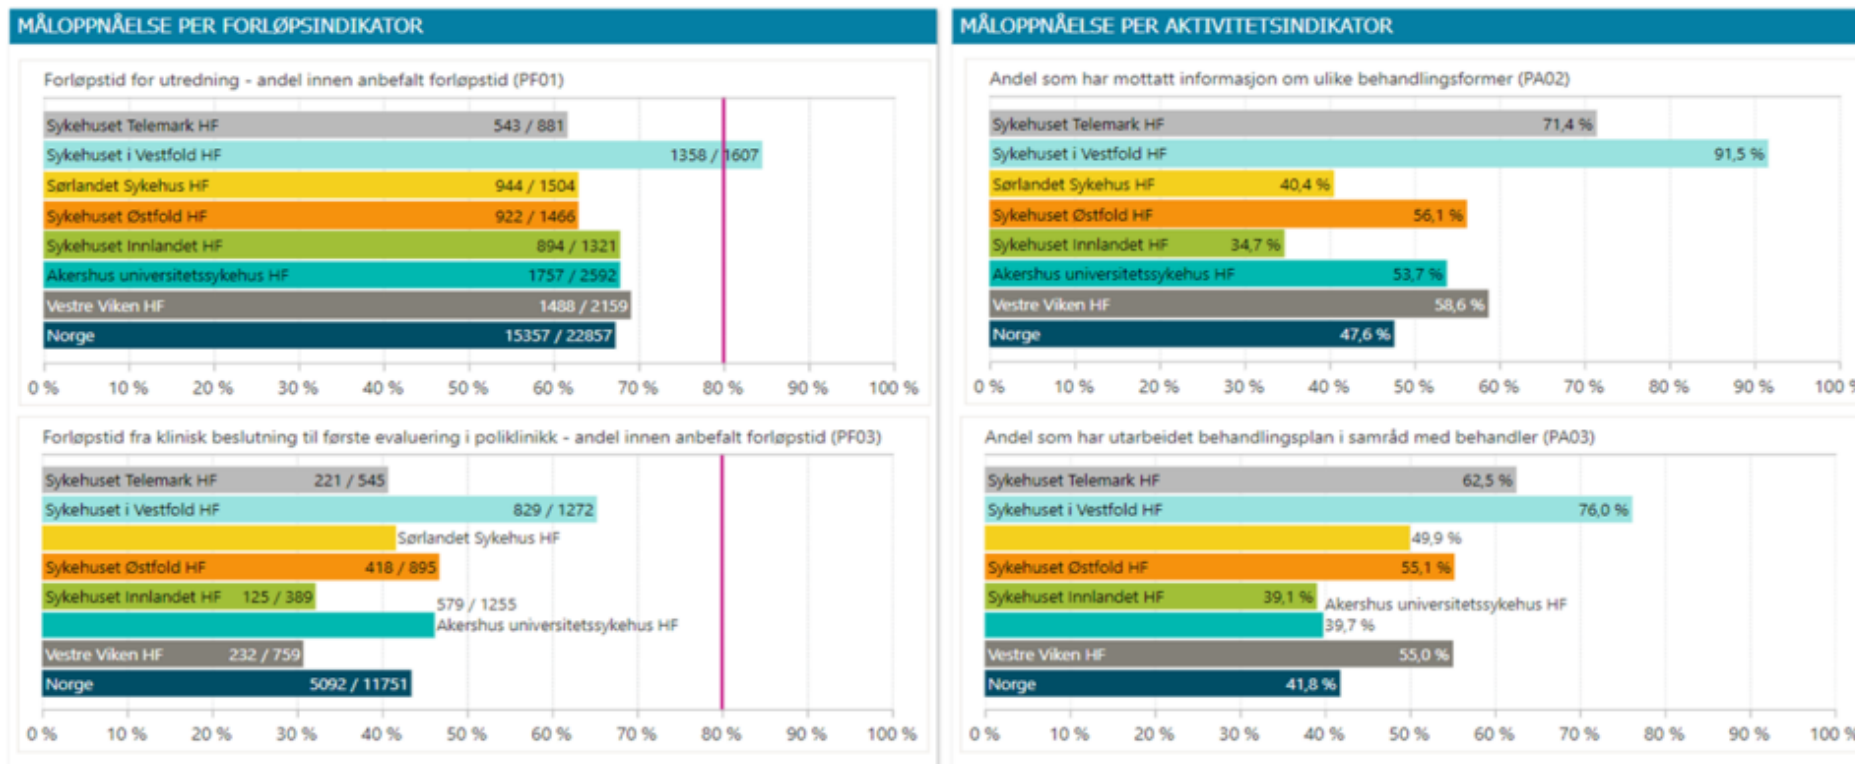 MÅLOPPNÅELSE PER FORLØPSINDIKATOR
Forløpstid for utredning - andel innen anbefalt forløpstid (PF01)
Sykehuset Telemark HF 543 / 881
Sykehuset i Vestfold HF 1358 / 1607
Sørlandet Sykehus HF 944 / 1504
Sykehuset Østfold HF 922 / 1466
Sykehuset Innlandet HF 894 / 1321
Akershus universitetssykehus HF 1757 / 2592
Vestre Viken HF 1488 / 2159
Norge 15357 / 22857
0 % 10 % 20 % 30 % 40 % 50 % 60 % 70 % 80 % 90 % 100 %
Forløpstid fra klinisk beslutning til første evaluering i poliklinikk - andel innen anbefalt forløpstid (PF03)
Sykehuset Telemark HF 221 / 545
Sykehuset i Vestfold HF 829 / 1272
Sørlandet Sykehus HF
Sykehuset Østfold HF 418 / 895
Sykehuset Innlandet HF 125 / 389
579 / 1255
Akershus universitetssykehus HF
Vestre Viken HF 232 / 759
Norge 5092 / 11751
0 % 10 % 20 % 30 % 40 % 50 % 60 % 70 % 80 % 90 % 100 %
MÅLOPPNÅELSE PER AKTIVITETSINDIKATOR
Andel som har mottatt informasjon om ulike behandlingsformer (PA02)
Sykehuset Telemark HF 71,4 %
Sykehuset i Vestfold HF 91,5 %
Sørlandet Sykehus HF 40,4 %
Sykehuset Østfold HF 56,1 %
Sykehuset Innlandet HF 34,7 %
Akershus universitetssykehus HF 53,7 %
Vestre Viken HF 58,6 %
Norge 47,6 %
0 % 10 % 20 % 30 % 40 % 50 % 60 % 70 % 80 % 90 % 100 %
Andel som har utarbeidet behandlingsplan i samråd med behandler (PA03)
Sykehuset Telemark HF 62,5 %
Sykehuset i Vestfold HF 76,0 %
49,9 %
Sykehuset Østfold HF 55,1 %
Sykehuset Innlandet HF 39,1 %
Akershus universitetssykehus HF
39,7 %
Vestre Viken HF 55,0 %
Norge 41,8 %
0 % 10 % 20 % 30 % 40 % 50 % 60 % 70 % 80 % 90 % 100 %